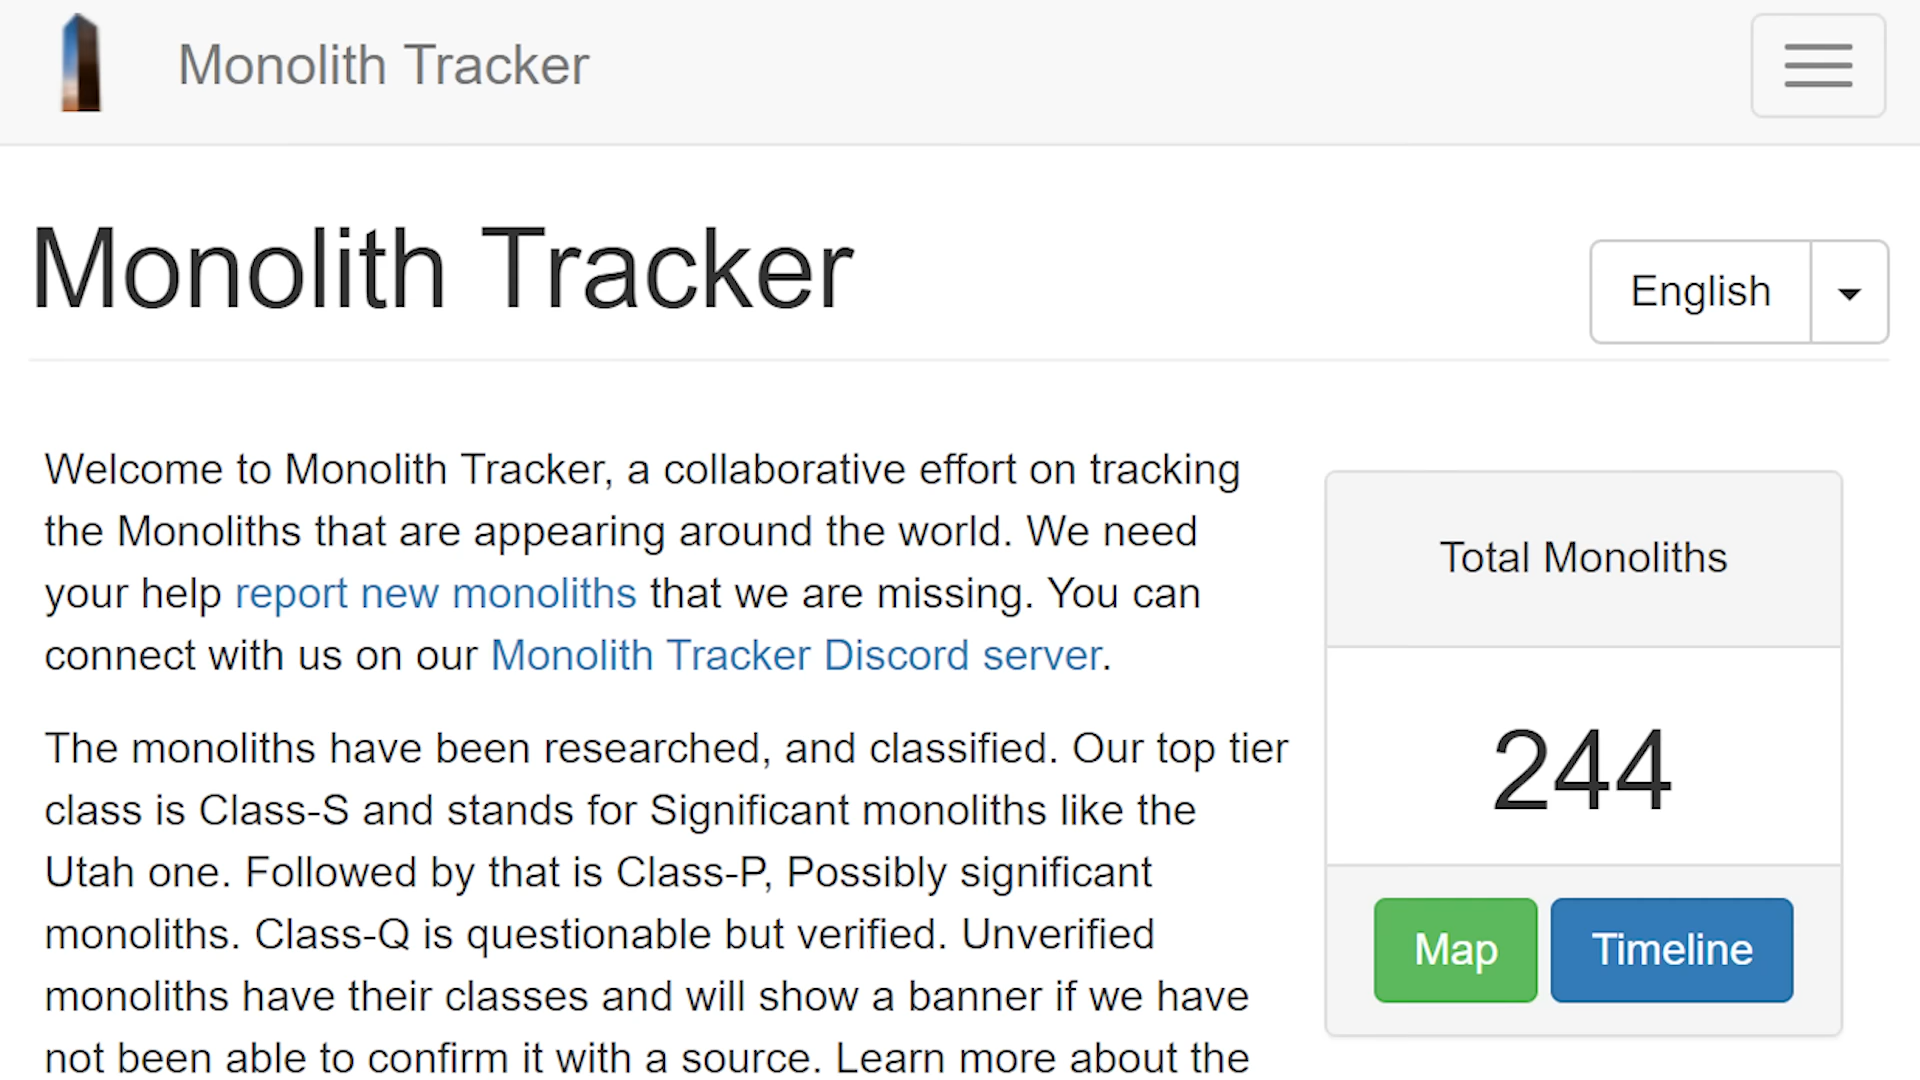 Monolith Tracker
Monolith Tracker
English
Welcome to Monolith Tracker, a collaborative effort on tracking
the Monoliths that are appearing around the world. We need
your help report new monoliths that we are missing. You can
connect with us on our Monolith Tracker Discord server.
The monoliths have been researched, and classified. Our top tier
class is Class-S and stands for Significant monoliths like the
Utah one. Followed by that is Class-P, Possibly significant
monoliths. Class-Q is questionable but verified. Unverified
monoliths have their classes and will show a banner if we have
not been able to confirm it with a source. Learn more about the
Total Monoliths
244
Map Timeline